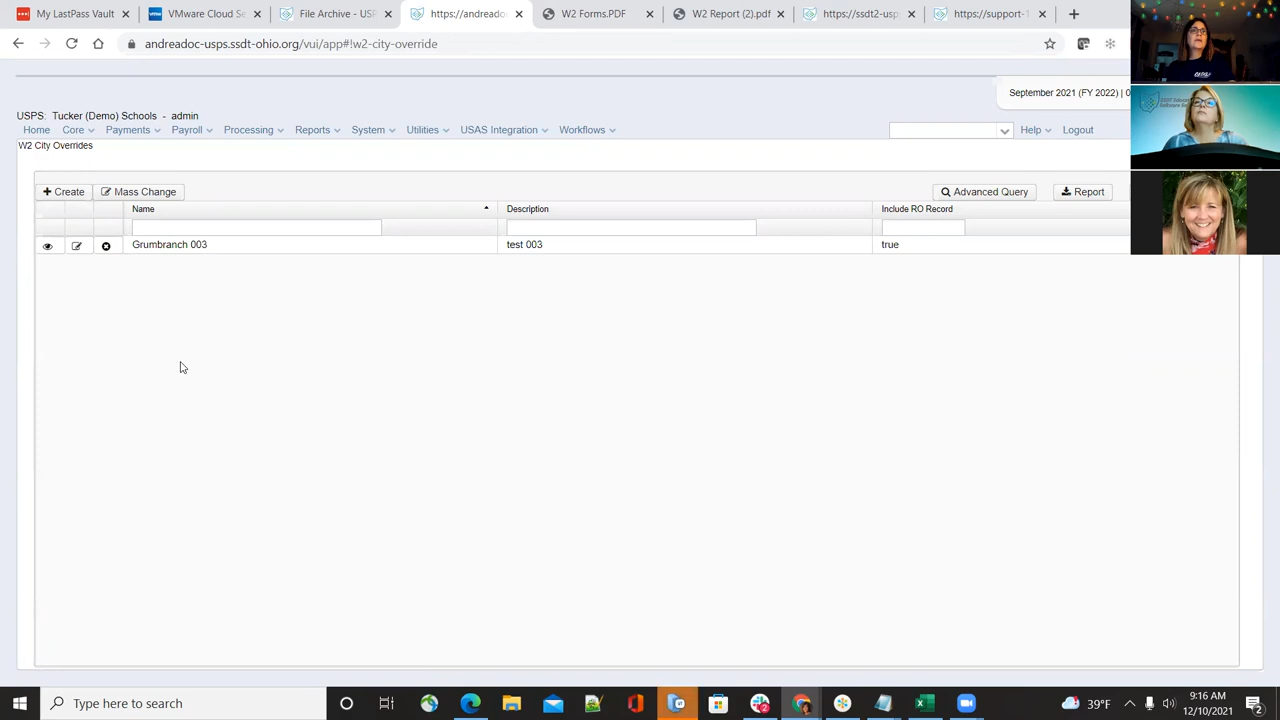 My LastPass Vault
VMware Cloud Se
File Archive - USP
https://andreado
W2 Forms.PDF
W2 Report (2).pdf
https://ssdt2-usp
https://support-1
andreadoc-usps.ssdt-ohio.org/vui/app#!w2-city-override
September 2021 (FY 2022) | 0
USPS Tucker (Demo) Schools - admin
Home Core Payments Payroll Processing Reports System Utilities USAS Integration Workflows Help Logout
W2 City Overrides
Create Mass Change Advanced Query Report
Name Description Include RO Record
Grumbranch 003 test 003 true
Type here to search
39°F
9:16 AM
12/10/2021
2